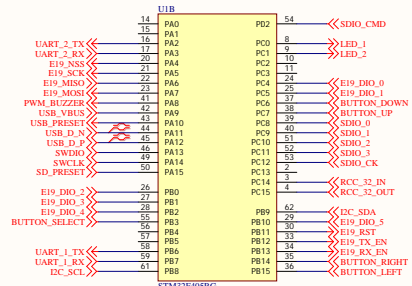 U1B
14 PA0 PD2 54 SDIO_CMD
15 PA1
UART_2_TX 16 PA2 PC0 8 LED_1
UART_2_RX 17 PA3 PC1 9 LED_2
E19_NSS 20 PA4 PC2 10
E19_SCK 21 PA5 PC3 11
E19_MISO 22 PA6 PC4 24 E19_DIO_0
E19_MOSI 23 PA7 PC5 25 E19_DIO_1
PWM_BUZZER 41 PA8 PC6 37 BUTTON_DOWN
USB_VBUS 42 PA9 PC7 38 BUTTON_UP
USB_PRESET 43 PA10 PC8 39 SDIO_0
USB_D_N 44 PA11 PC9 40 SDIO_1
USB_D_P 45 PA12 PC10 51 SDIO_2
SWDIO 46 PA13 PC11 52 SDIO_3
SWCLK 49 PA14 PC12 53 SDIO_CK
SD_PRESET 50 PA15 PC13 2
PC14 3 RCC_32_IN
E19_DIO_2 26 PB0 PC15 4 RCC_32_OUT
E19_DIO_3 27 PB1
E19_DIO_4 28 PB2 PB9 62 I2C_SDA
BUTTON_SELECT 55 PB3 PB10 29 E19_DIO_5
56 PB4 PB11 30 E19_RST
57 PB5 PB12 33 E19_TX_EN
UART_1_TX 58 PB6 PB13 34 E19_RX_EN
UART_1_RX 59 PB7 PB14 35 BUTTON_RIGHT
I2C_SCL 61 PB8 PB15 36 BUTTON_LEFT